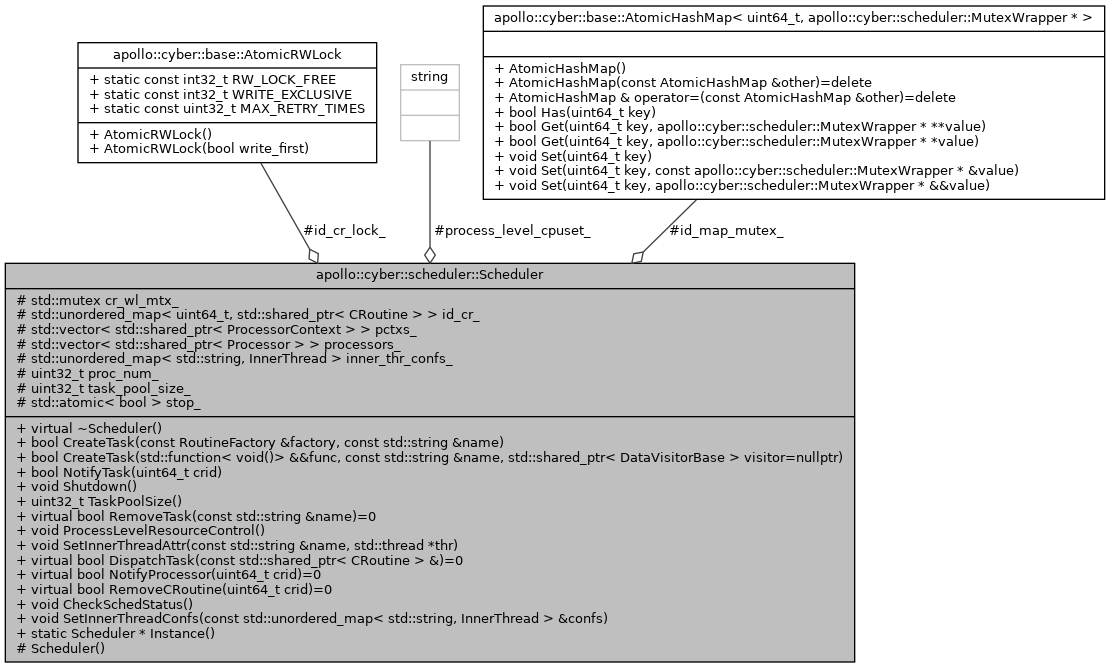 apollo::cyber::base::AtomicRWLock
+ static const int32_t RW_LOCK_FREE
+ static const int32_t WRITE_EXCLUSIVE
+ static const uint32_t MAX_RETRY_TIMES
+ AtomicRWLock()
+ AtomicRWLock(bool write_first)
string
apollo::cyber::base::AtomicHashMap< uint64_t, apollo::cyber::scheduler::MutexWrapper * >
+ AtomicHashMap()
+ AtomicHashMap(const AtomicHashMap &other)=delete
+ AtomicHashMap & operator=(const AtomicHashMap &other)=delete
+ bool Has(uint64_t key)
+ bool Get(uint64_t key, apollo::cyber::scheduler::MutexWrapper * **value)
+ bool Get(uint64_t key, apollo::cyber::scheduler::MutexWrapper * *value)
+ void Set(uint64_t key)
+ void Set(uint64_t key, const apollo::cyber::scheduler::MutexWrapper * &value)
+ void Set(uint64_t key, apollo::cyber::scheduler::MutexWrapper * &&value)
#id_cr_lock_
#process_level_cpuset_
#id_map_mutex_
apollo::cyber::scheduler::Scheduler
# std::mutex cr_wl_mtx_
# std::unordered_map< uint64_t, std::shared_ptr< CRoutine > > id_cr_
# std::vector< std::shared_ptr< ProcessorContext > > pctxs_
# std::vector< std::shared_ptr< Processor > > processors_
# std::unordered_map< std::string, InnerThread > inner_thr_confs_
# uint32_t proc_num_
# uint32_t task_pool_size_
# std::atomic< bool > stop_
+ virtual ~Scheduler()
+ bool CreateTask(const RoutineFactory &factory, const std::string &name)
+ bool CreateTask(std::function< void()> &&func, const std::string &name, std::shared_ptr< DataVisitorBase > visitor=nullptr)
+ bool NotifyTask(uint64_t crid)
+ void Shutdown()
+ uint32_t TaskPoolSize()
+ virtual bool RemoveTask(const std::string &name)=0
+ void ProcessLevelResourceControl()
+ void SetInnerThreadAttr(const std::string &name, std::thread *thr)
+ virtual bool DispatchTask(const std::shared_ptr< CRoutine > &)=0
+ virtual bool NotifyProcessor(uint64_t crid)=0
+ virtual bool RemoveCRoutine(uint64_t crid)=0
+ void CheckSchedStatus()
+ void SetInnerThreadConfs(const std::unordered_map< std::string, InnerThread > &confs)
+ static Scheduler * Instance()
# Scheduler()